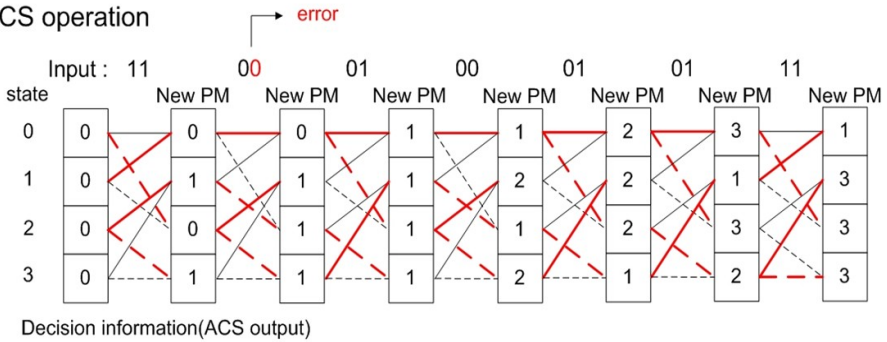 CS operation
error
Input : 11 00 01 00 01 01 11
state New PM New PM New PM New PM New PM New PM New PM
0 0 0 0 1 1 2 3 1
1 0 1 1 1 2 2 1 3
2 0 0 1 1 1 2 3 3
3 0 1 1 1 2 1 2 3
Decision information(ACS output)